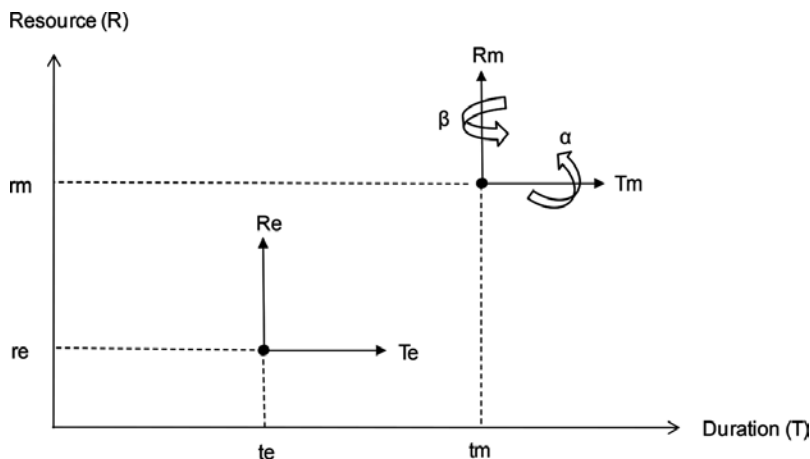 Resource (R)
Rm
β
α
rm
Tm
Re
re
Te
te
tm
Duration (T)